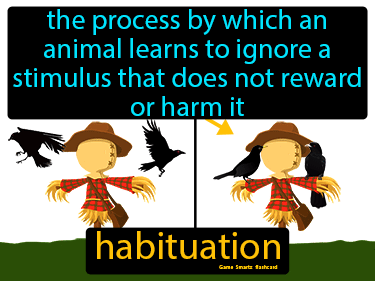 the process by which an
animal learns to ignore a
stimulus that does not reward
or harm it
habituation
Game Smartz flashcard